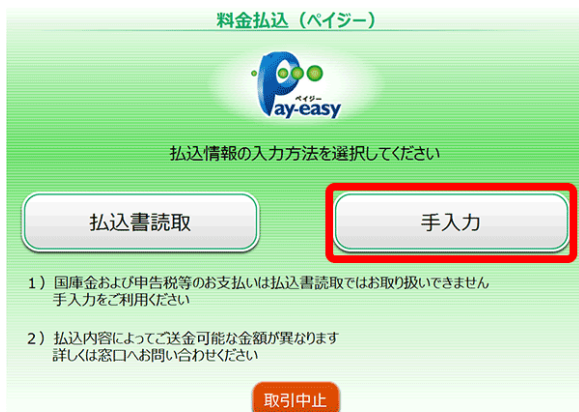 料金払込（ペイジー）
ペイジー
Pay-easy
払込情報の入力方法を選択してください
払込書読取
手入力
1）国庫金および申告税等のお支払いは払込書読取ではお取り扱いできません
手入力をご利用ください
2）払込内容によってご送金可能な金額が異なります
詳しくは窓口へお問い合わせください
取引中止